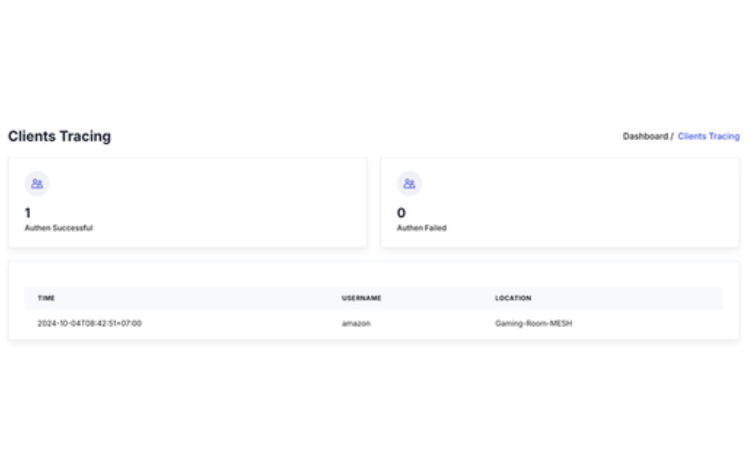 Clients Tracing
Dashboard / Clients Tracing
1
Authen Successful
0
Authen Failed
TIME USERNAME LOCATION
2024-10-04T08:42:51+07:00 amazon Gaming-Room-MESH